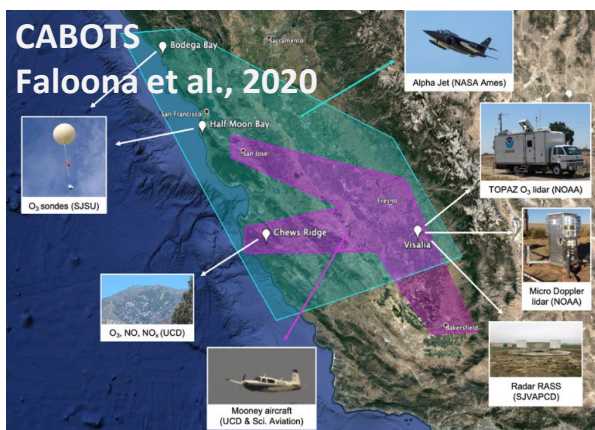 CABOTS
Faloona et al., 2020
Bodega Bay
Sacramento
Alpha Jet (NASA Ames)
San Francisco
Half Moon Bay
San Jose
O₃ sondes (SJSU)
TOPAZ O₃ lidar (NOAA)
Fresno
Chews Ridge
Visalia
Micro Doppler
lidar (NOAA)
O₃, NO, NOₓ (UCD)
Bakersfield
Radar RASS
(SJVAPCD)
Mooney aircraft
(UCD & Sci. Aviation)